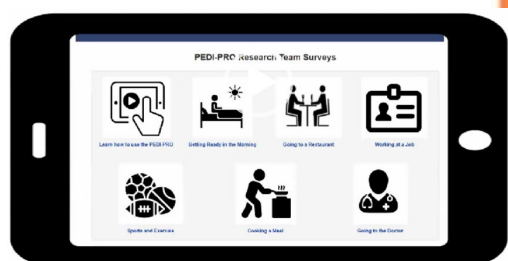 PEDI-PRO Research Team Surveys
Learn how to use the PEDI-PRO
Getting Ready in the Morning
Going to a Restaurant
Working at a Job
Sports and Exercise
Cooking a Meal
Going to the Doctor